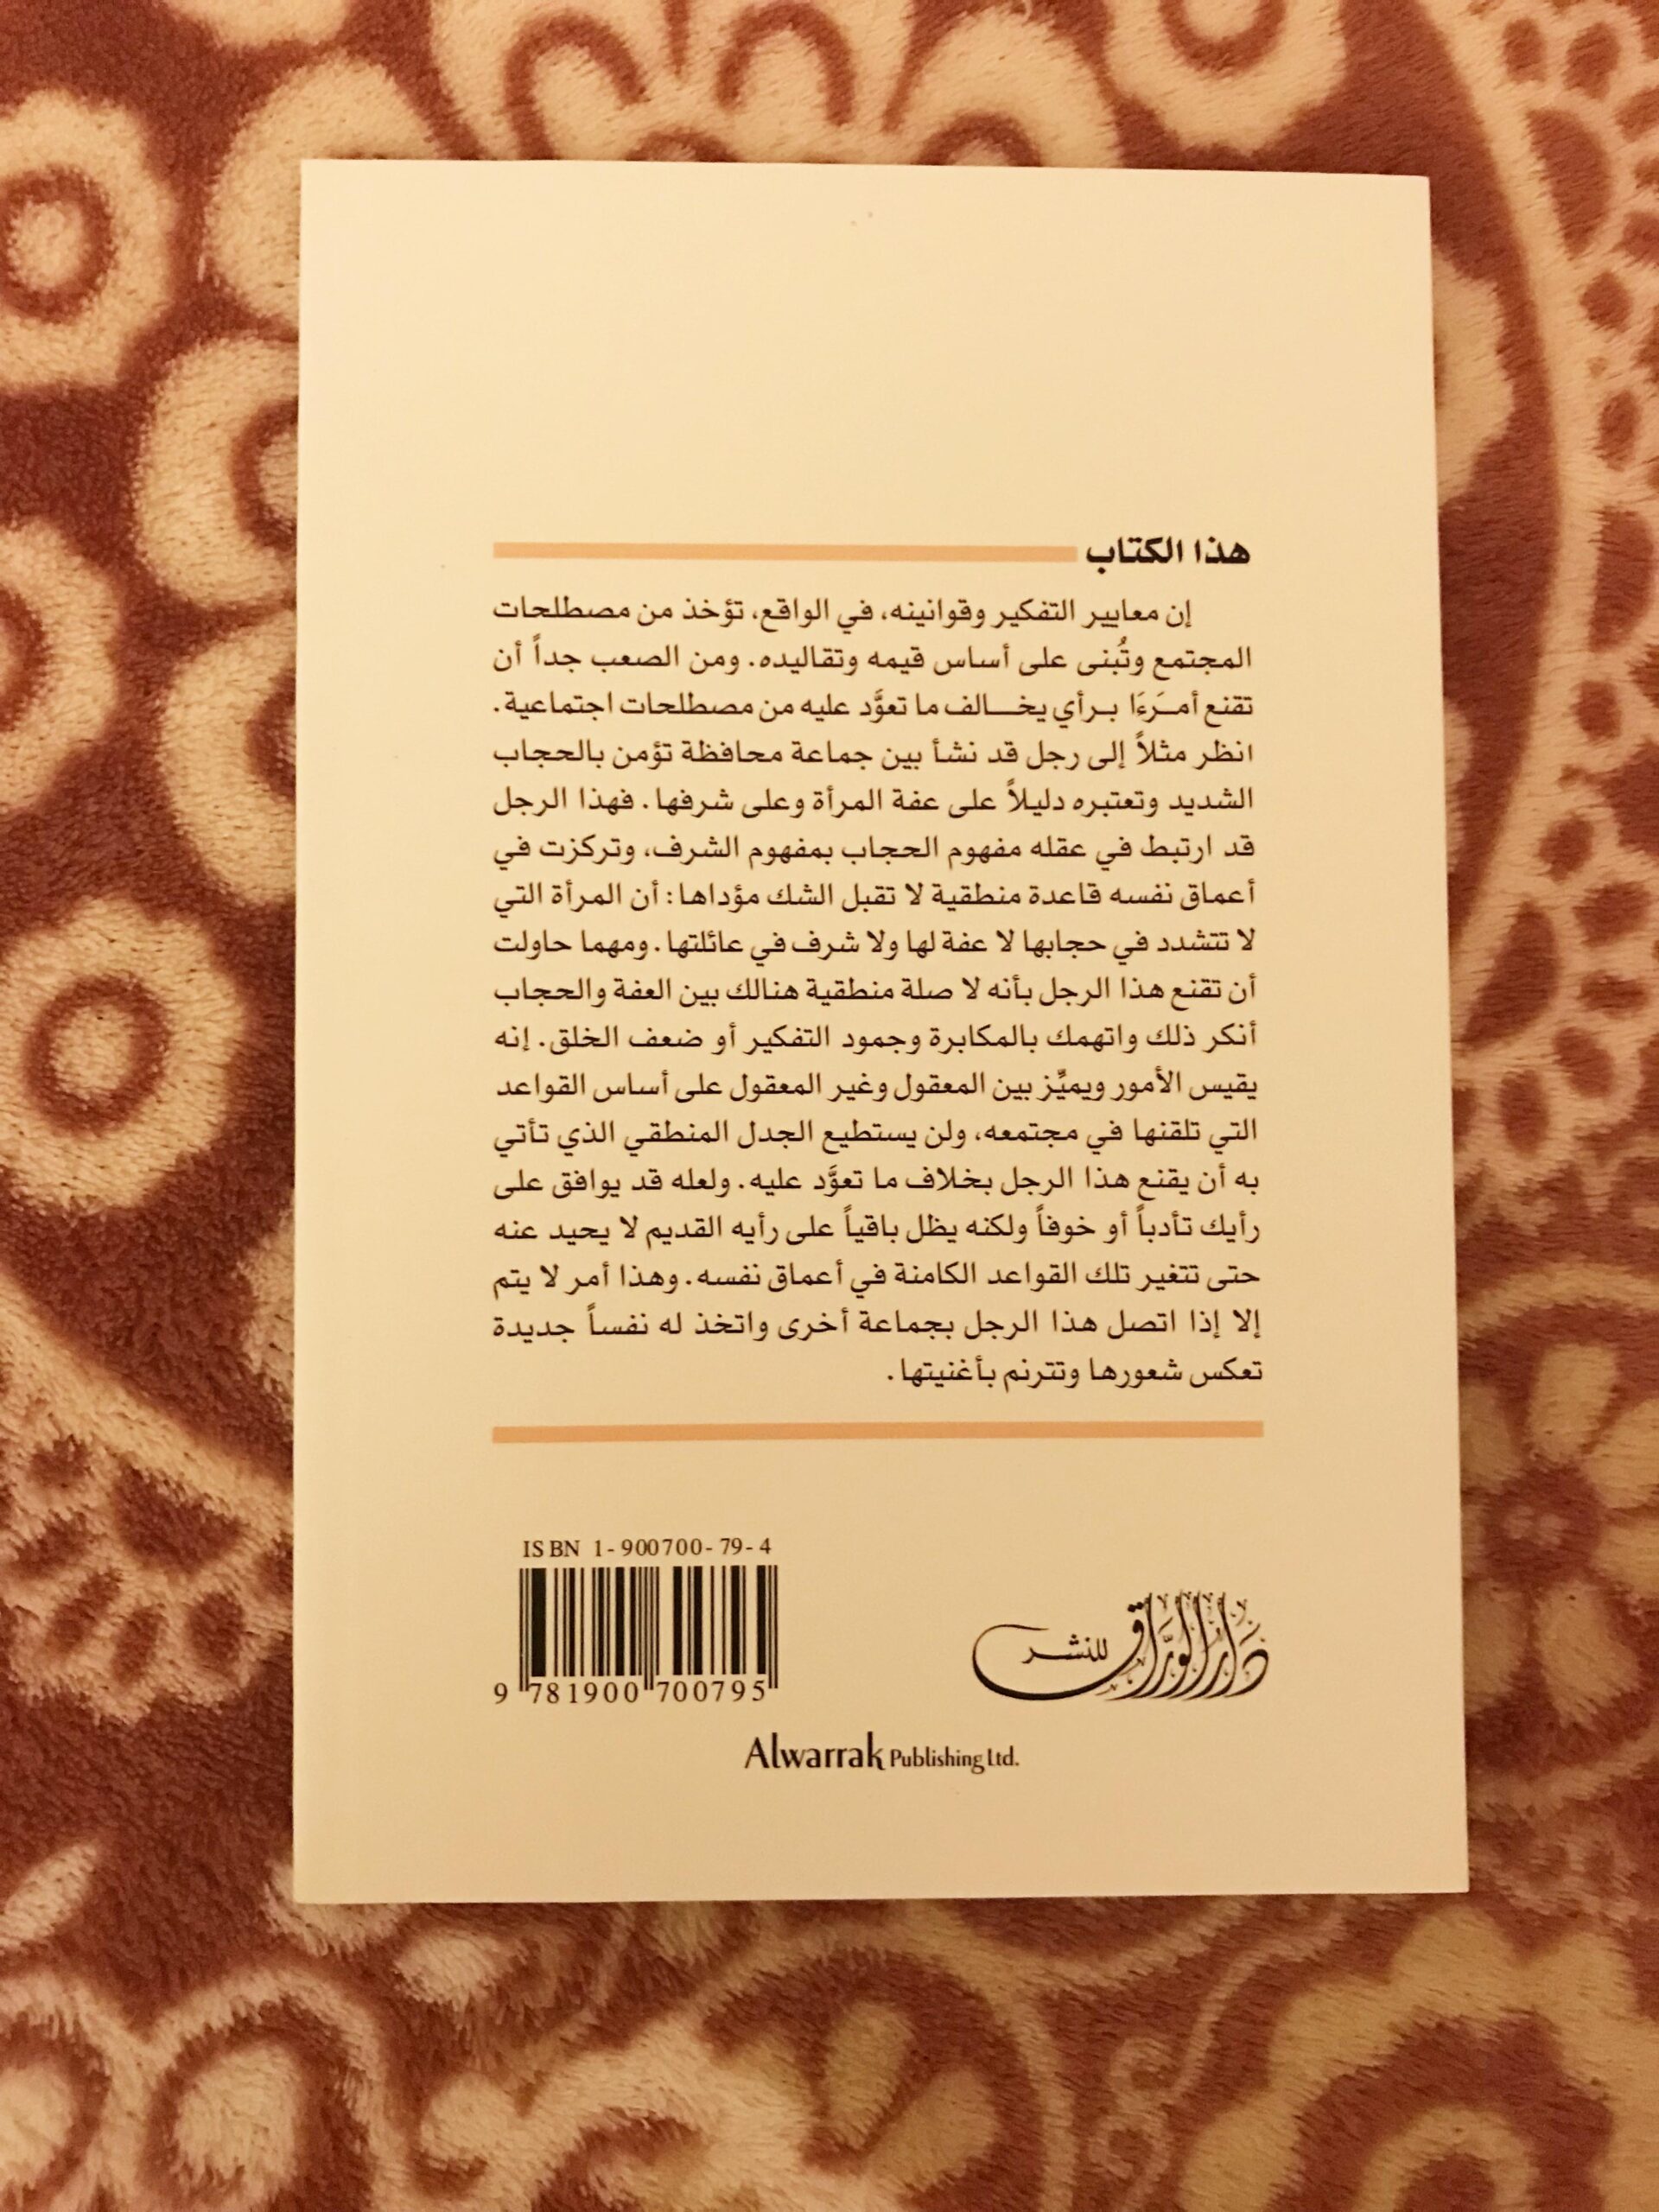 هذا الكتاب
إن معايير التفكير وقوانينه، في الواقع، تؤخذ من مصطلحات
المجتمع وتُبنى على أساس قيمه وتقاليده. ومن الصعب جداً أن
تقنع أمـَرءَا بـرأي يخـــالف ما تعوَّد عليه من مصطلحات اجتماعية.
انظر مثلاً إلى رجل قد نشأ بين جماعة محافظة تؤمن بالحجاب
الشديد وتعتبره دليلاً على عفة المرأة وعلى شرفها. فهذا الرجل
قد ارتبط في عقله مفهوم الحجاب بمفهوم الشرف، وتركزت في
أعماق نفسه قاعدة منطقية لا تقبل الشك مؤداها: أن المرأة التي
لا تتشدد في حجابها لا عفة لها ولا شرف في عائلتها. ومهما حاولت
أن تقنع هذا الرجل بأنه لا صلة منطقية هنالك بين العفة والحجاب
أنكر ذلك واتهمك بالمكابرة وجمود التفكير أو ضعف الخلق. إنه
يقيس الأمور ويميِّز بين المعقول وغير المعقول على أساس القواعد
التي تلقنها في مجتمعه، ولن يستطيع الجدل المنطقي الذي تأتي
به أن يقنع هذا الرجل بخلاف ما تعوَّد عليه. ولعله قد يوافق على
رأيك تأدباً أو خوفاً ولكنه يظل باقياً على رأيه القديم لا يحيد عنه
حتى تتغير تلك القواعد الكامنة في أعماق نفسه. وهذا أمر لا يتم
إلا إذا اتصل هذا الرجل بجماعة أخرى واتخذ له نفساً جديدة
تعكس شعورها وتترنم بأغنيتها.
ISBN 1-900700-79-4
9 781900 700795
دار الورّاق للنشر
Alwarrak Publishing Ltd.